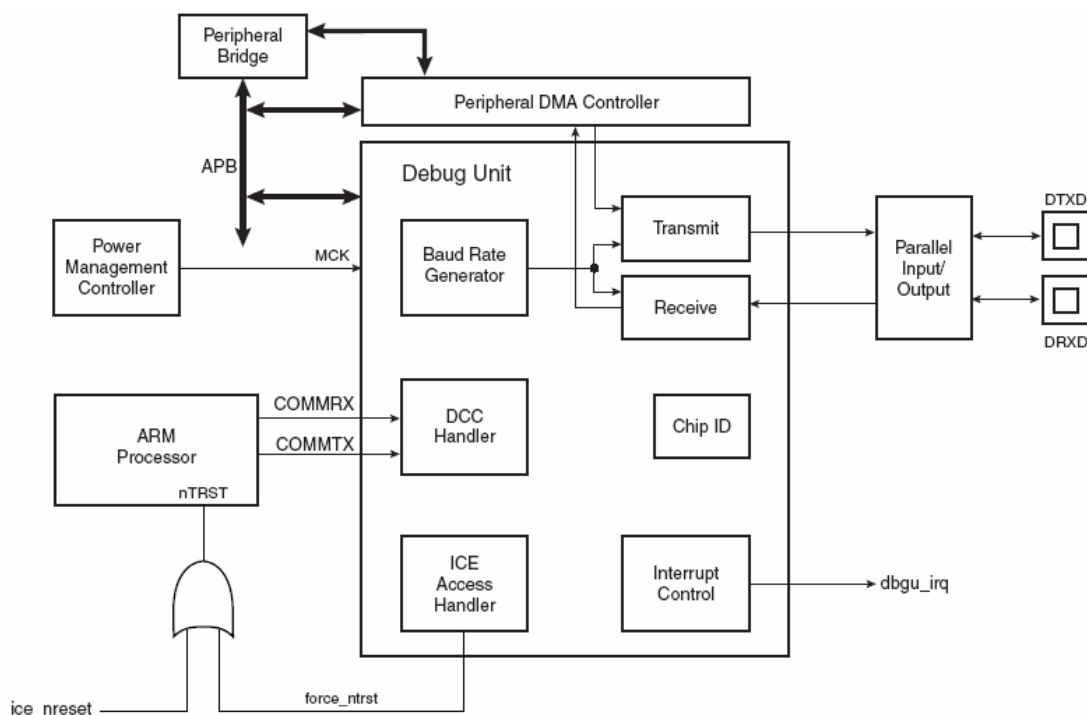 Peripheral
Bridge
Peripheral DMA Controller
APB
Debug Unit
Power
Management
Controller
MCK
Baud Rate
Generator
Transmit
Receive
Parallel
Input/
Output
DTXD
DRXD
ARM
Processor
nTRST
COMMRX
COMMTX
DCC
Handler
Chip ID
ICE
Access
Handler
Interrupt
Control
dbgu_irq
ice_nreset
force_ntrst